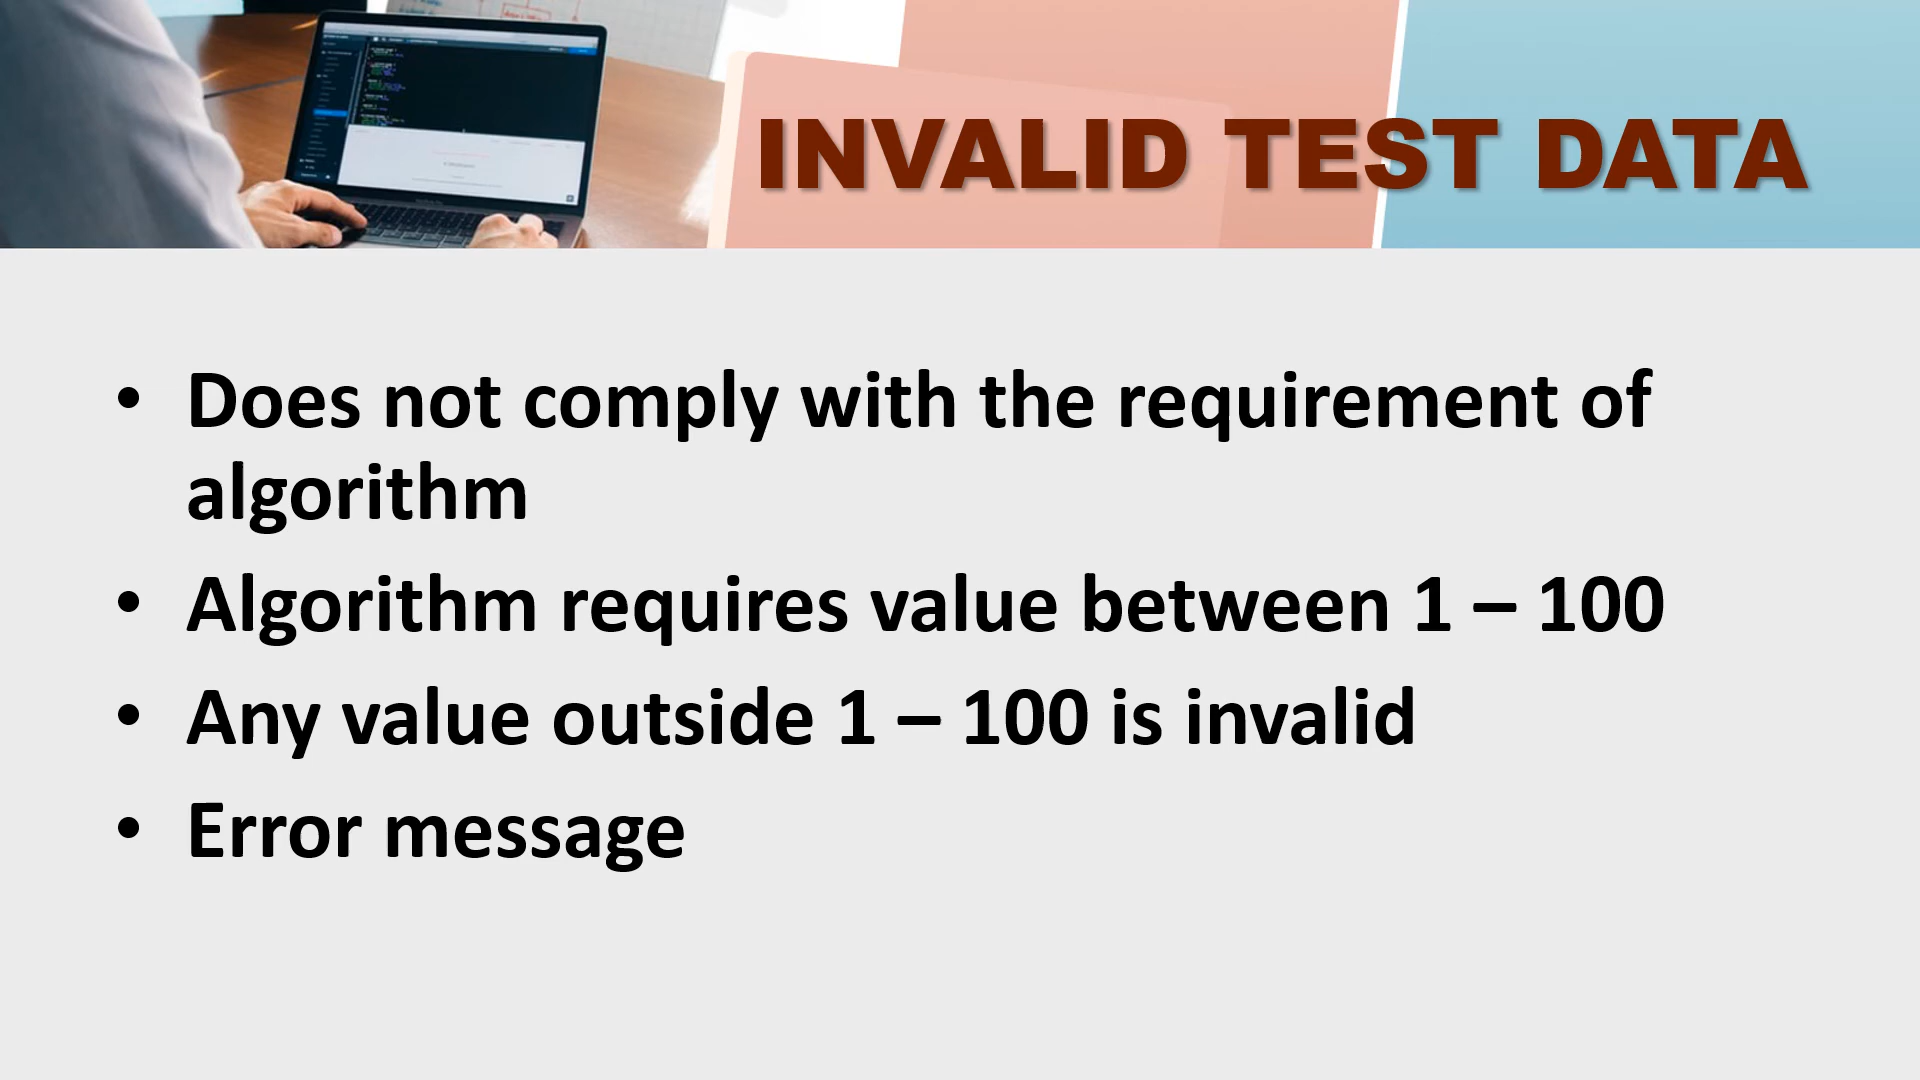 INVALID TEST DATA
• Does not comply with the requirement of
algorithm
• Algorithm requires value between 1 – 100
• Any value outside 1 – 100 is invalid
• Error message